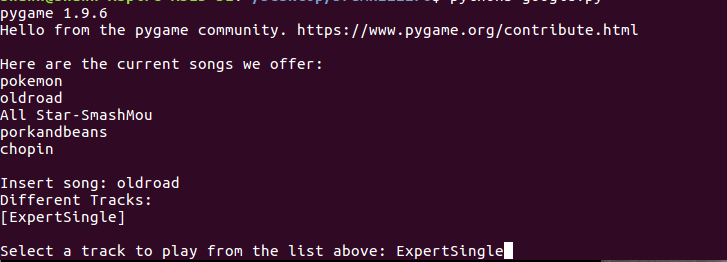 pygame 1.9.6
Hello from the pygame community. https://www.pygame.org/contribute.html
Here are the current songs we offer:
pokemon
oldroad
All Star-SmashMou
porkandbeans
chopin
Insert song: oldroad
Different Tracks:
[ExpertSingle]
Select a track to play from the list above: ExpertSingle